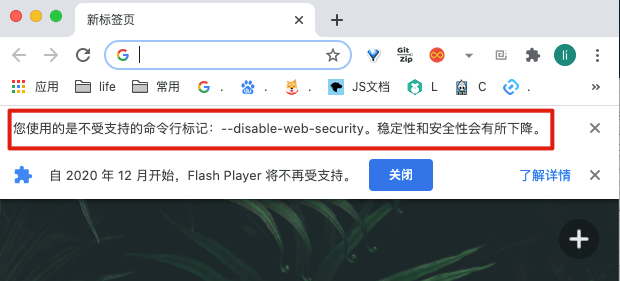 新标签页
Git
Zip
li
应用
life
常用
G .
.
.
JS文档
L
C
.
»
您使用的是不受支持的命令行标记：--disable-web-security。稳定性和安全性会有所下降。
自 2020 年 12 月开始，Flash Player 将不再受支持。
关闭
了解详情